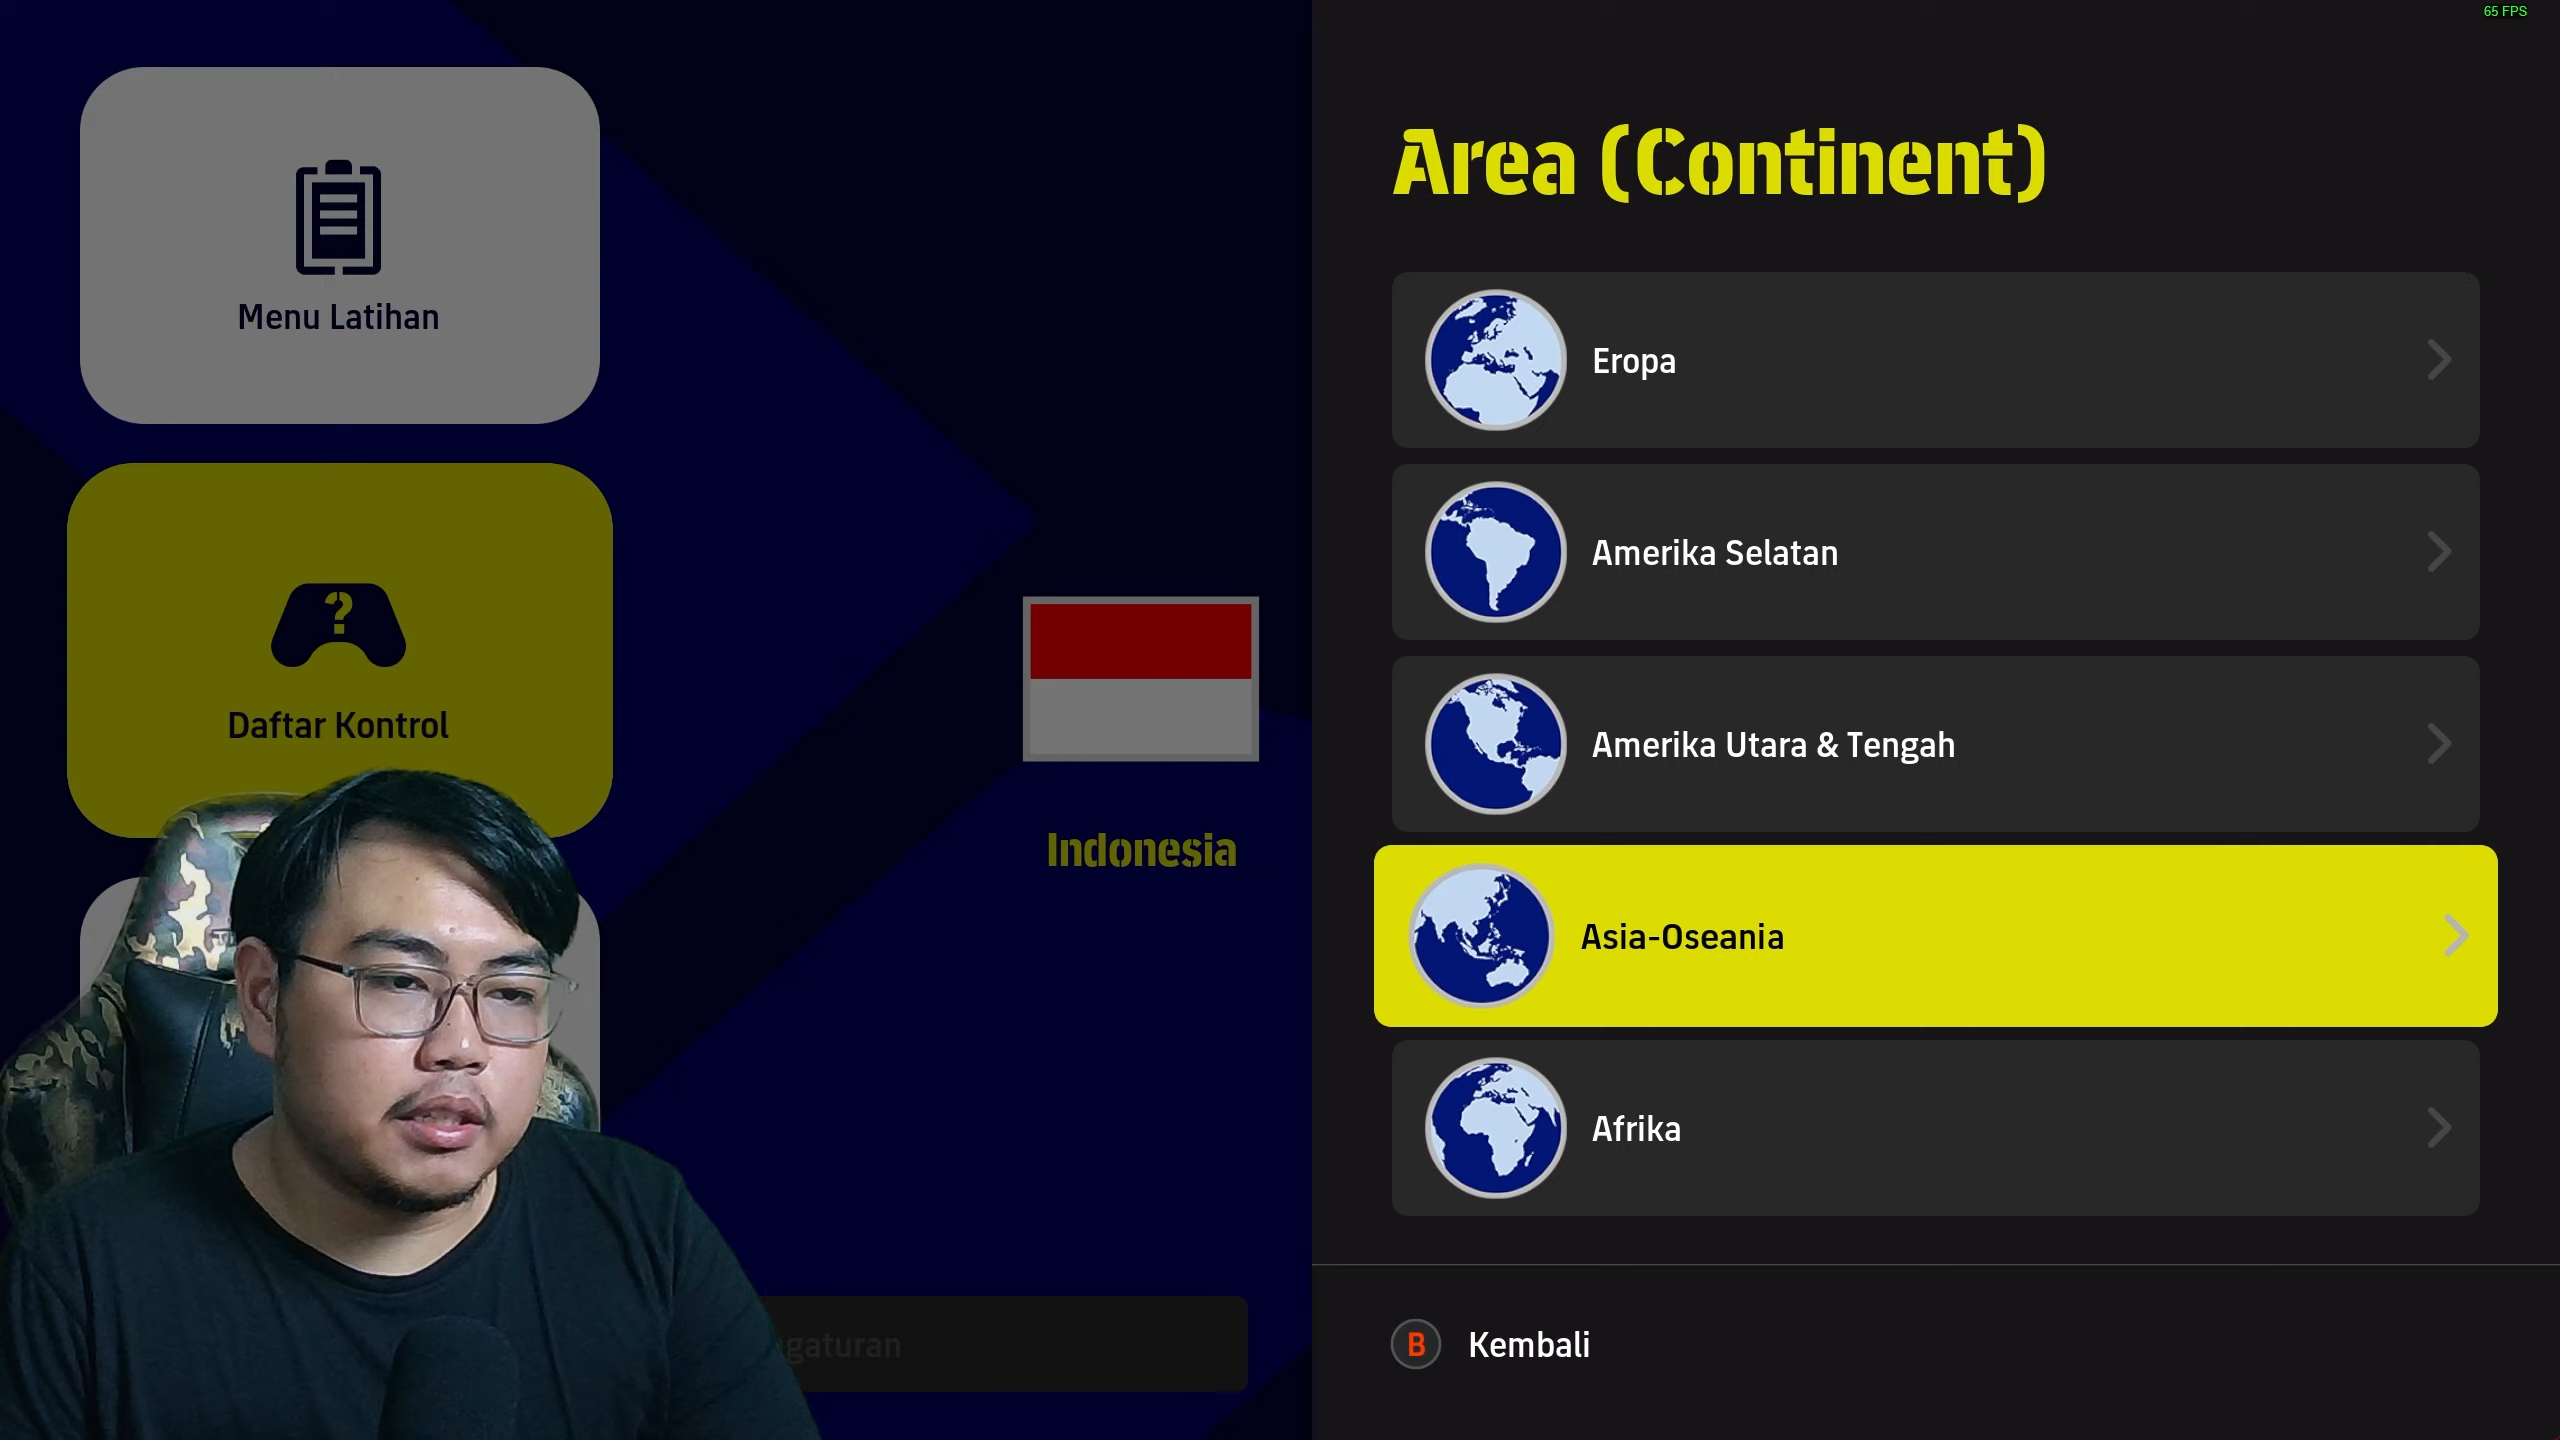 65 FPS
Menu Latihan
Daftar Kontrol
Indonesia
Area (Continent)
Eropa
Amerika Selatan
Amerika Utara & Tengah
Asia-Oseania
Afrika
gaturan
B Kembali